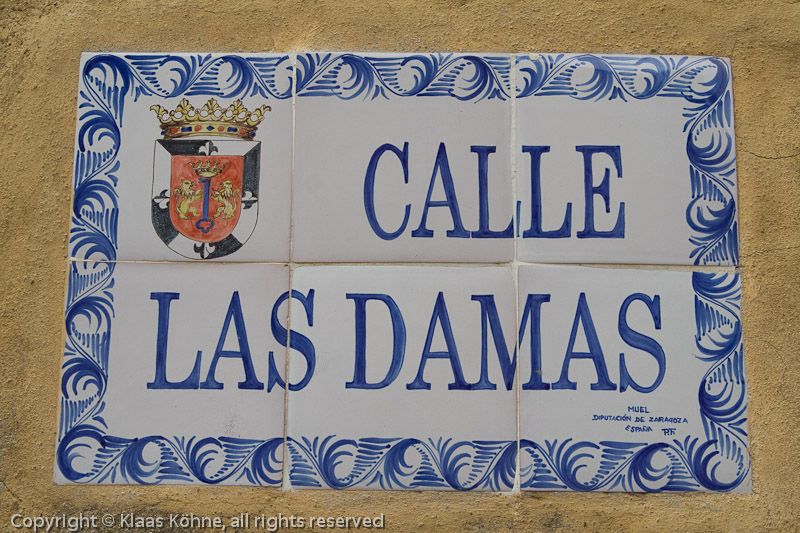 CALLE
LAS DAMAS
MUEL
DIPUTACIÓN DE ZARAGOZA
ESPAÑA
Copyright © Klaas Köhne, all rights reserved